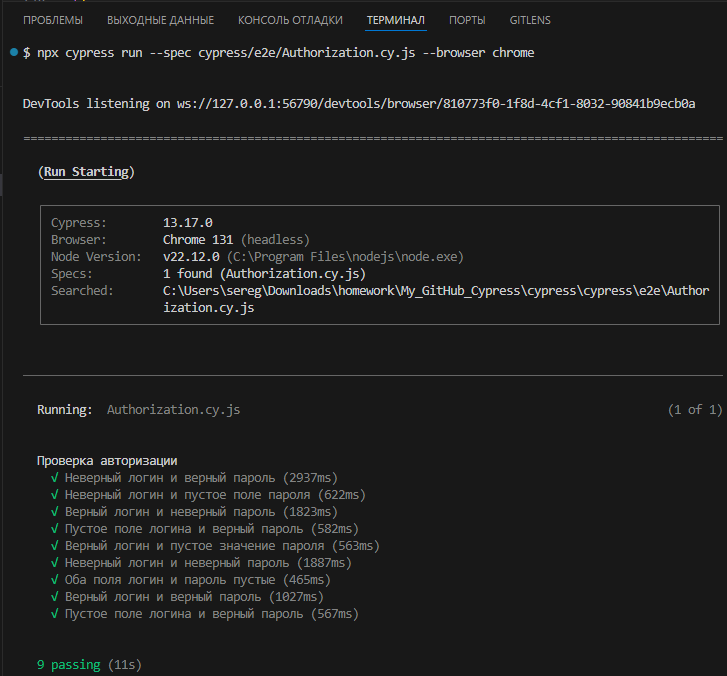 ПРОБЛЕМЫ ВЫХОДНЫЕ ДАННЫЕ КОНСОЛЬ ОТЛАДКИ ТЕРМИНАЛ ПОРТЫ GITLENS
$ npx cypress run --spec cypress/e2e/Authorization.cy.js --browser chrome
DevTools listening on ws://127.0.0.1:56790/devtools/browser/810773f0-1f8d-4cf1-8032-90841b9ecb0a
====================================================================================================
(Run Starting)
Cypress: 13.17.0
Browser: Chrome 131 (headless)
Node Version: v22.12.0 (C:\Program Files\nodejs\node.exe)
Specs: 1 found (Authorization.cy.js)
Searched: C:\Users\sereg\Downloads\homework\My_GitHub_Cypress\cypress\cypress\e2e\Author
ization.cy.js
Running: Authorization.cy.js (1 of 1)
Проверка авторизации
√ Неверный логин и верный пароль (2937ms)
√ Неверный логин и пустое поле пароля (622ms)
√ Верный логин и неверный пароль (1823ms)
√ Пустое поле логина и верный пароль (582ms)
√ Верный логин и пустое значение пароля (563ms)
√ Неверный логин и неверный пароль (1887ms)
√ Оба поля логин и пароль пустые (465ms)
√ Верный логин и верный пароль (1027ms)
√ Пустое поле логина и верный пароль (567ms)
9 passing (11s)